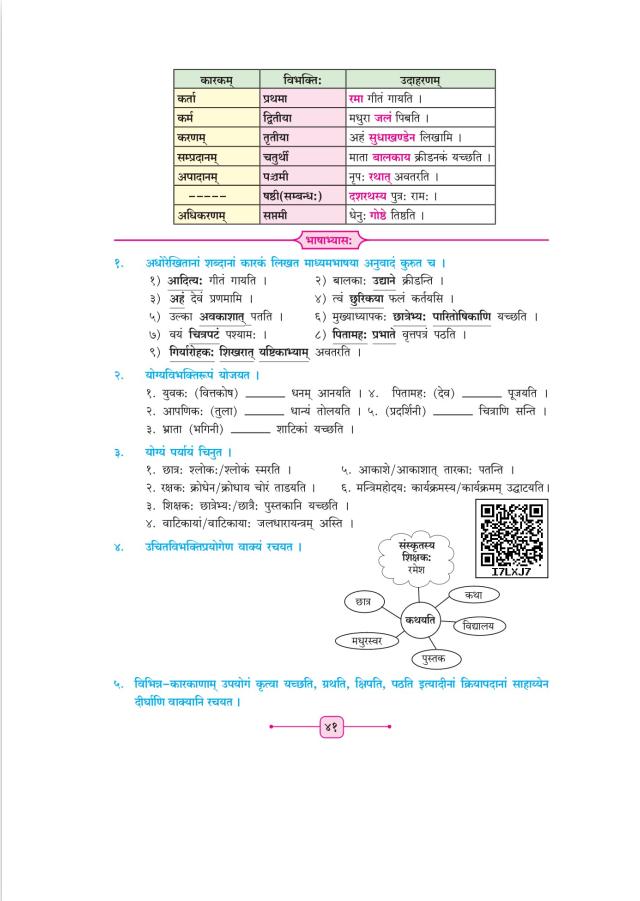 कारकम् विभक्ति: उदाहरणम्
कर्ता प्रथमा रमा गीतं गायति ।
कर्म द्वितीया मधुरा जलं पिबति ।
करणम् तृतीया अहं सुधाखण्डेन लिखामि ।
सम्प्रदानम् चतुर्थी माता बालकाय क्रीडनकं यच्छति ।
अपादानम् पञ्चमी नृप: रथात् अवतरति ।
----- षष्ठी(सम्बन्ध:) दशरथस्य पुत्र: राम: ।
अधिकरणम् सप्तमी धेनु: गोष्ठे तिष्ठति ।
भाषाभ्यास:
१. अधोरेखितानां शब्दानां कारकं लिखत माध्यमभाषया अनुवादं कुरुत च ।
१) आदित्य: गीतं गायति । २) बालका: उद्याने क्रीडन्ति ।
३) अहं देवं प्रणमामि । ४) त्वं छुरिकया फलं कर्तयसि ।
५) उल्का अवकाशात् पतति । ६) मुख्याध्यापक: छात्रेभ्य: पारितोषिकाणि यच्छति ।
७) वयं चित्रपटं पश्याम: । ८) पितामह: प्रभाते वृत्तपत्रं पठति ।
९) गिर्यारोहक: शिखरात् यष्टिकाभ्याम् अवतरति ।
२. योग्यविभक्तिरूपं योजयत ।
१. युवक: (वित्तकोष) ______ धनम् आनयति । ४. पितामह: (देव) ______ पूजयति ।
२. आपणिक: (तुला) ______ धान्यं तोलयति । ५. (प्रदर्शिनी) ______ चित्राणि सन्ति ।
३. भ्राता (भगिनी) ______ शाटिकां यच्छति ।
३. योग्यं पर्यायं चिनुत ।
१. छात्र: श्लोक:/श्लोकं स्मरति । ५. आकाशे/आकाशात् तारका: पतन्ति ।
२. रक्षक: क्रोधेन/क्रोधाय चोरं ताडयति । ६. मन्त्रिमहोदय: कार्यक्रमस्य/कार्यक्रमम् उद्घाटयति।
३. शिक्षक: छात्रेभ्य:/छात्रै: पुस्तकानि यच्छति ।
४. वाटिकायां/वाटिकाया: जलधारायन्त्रम् अस्ति ।
I7LXJ7
४. उचितविभक्तिप्रयोगेण वाक्यं रचयत ।
संस्कृतस्य
शिक्षक:
रमेश
छात्र
कथा
कथयति
विद्यालय
मधुरस्वर
पुस्तक
५. विभिन्न-कारकाणाम् उपयोगं कृत्वा यच्छति, ग्रथति, क्षिपति, पठति इत्यादीनां क्रियापदानां साहाय्येन
दीर्घाणि वाक्यानि रचयत ।
४१